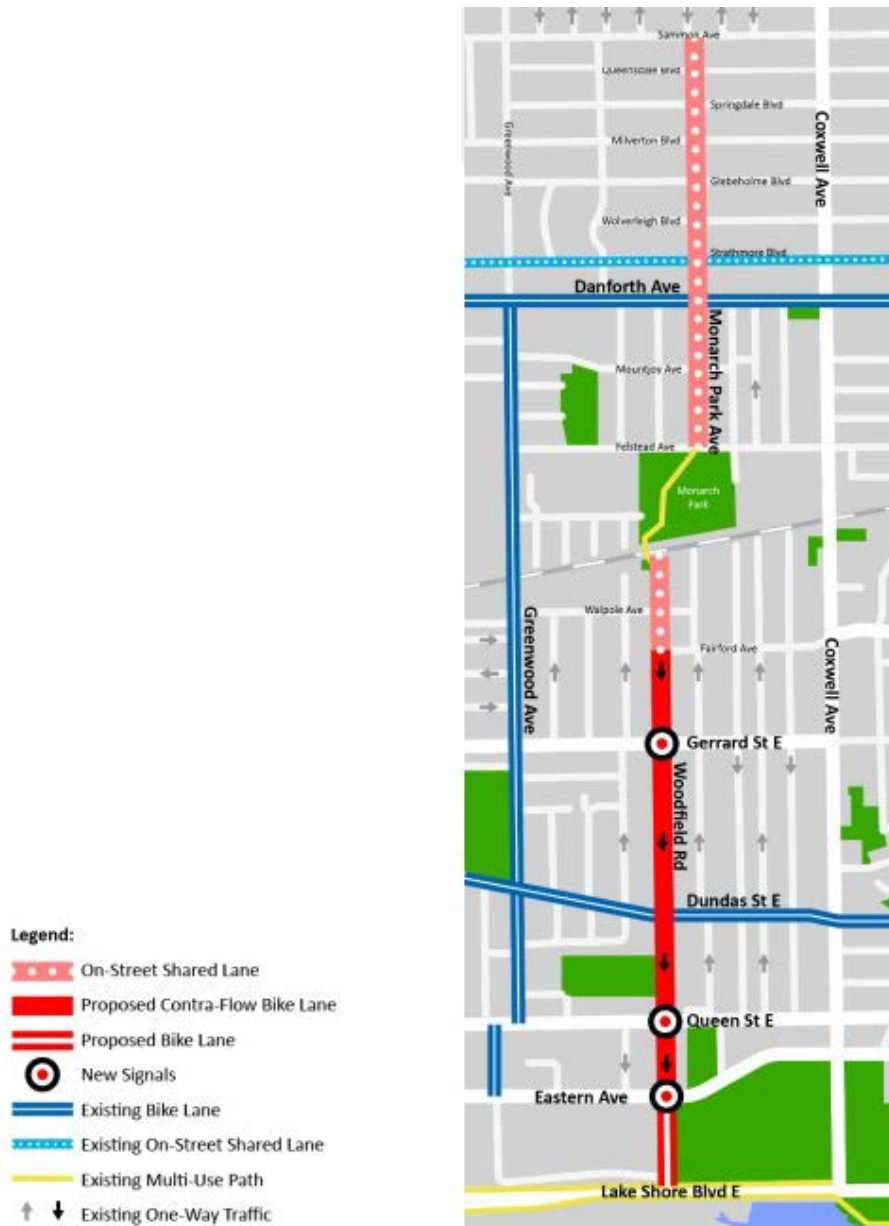 Sammon Ave
Queensdale Blvd
Springdale Blvd
Greenwood Ave
Coxwell Ave
Milverton Blvd
Glebeholme Blvd
Wolverleigh Blvd
Strathmore Blvd
Danforth Ave
Monarch Park Ave
Mountjoy Ave
Felstead Ave
Monarch
Park
Greenwood Ave
Walpole Ave
Fairford Ave
Coxwell Ave
Gerrard St E
Woodfield Rd
Dundas St E
Queen St E
Eastern Ave
Lake Shore Blvd E
Legend:
On-Street Shared Lane
Proposed Contra-Flow Bike Lane
Proposed Bike Lane
New Signals
Existing Bike Lane
Existing On-Street Shared Lane
Existing Multi-Use Path
Existing One-Way Traffic